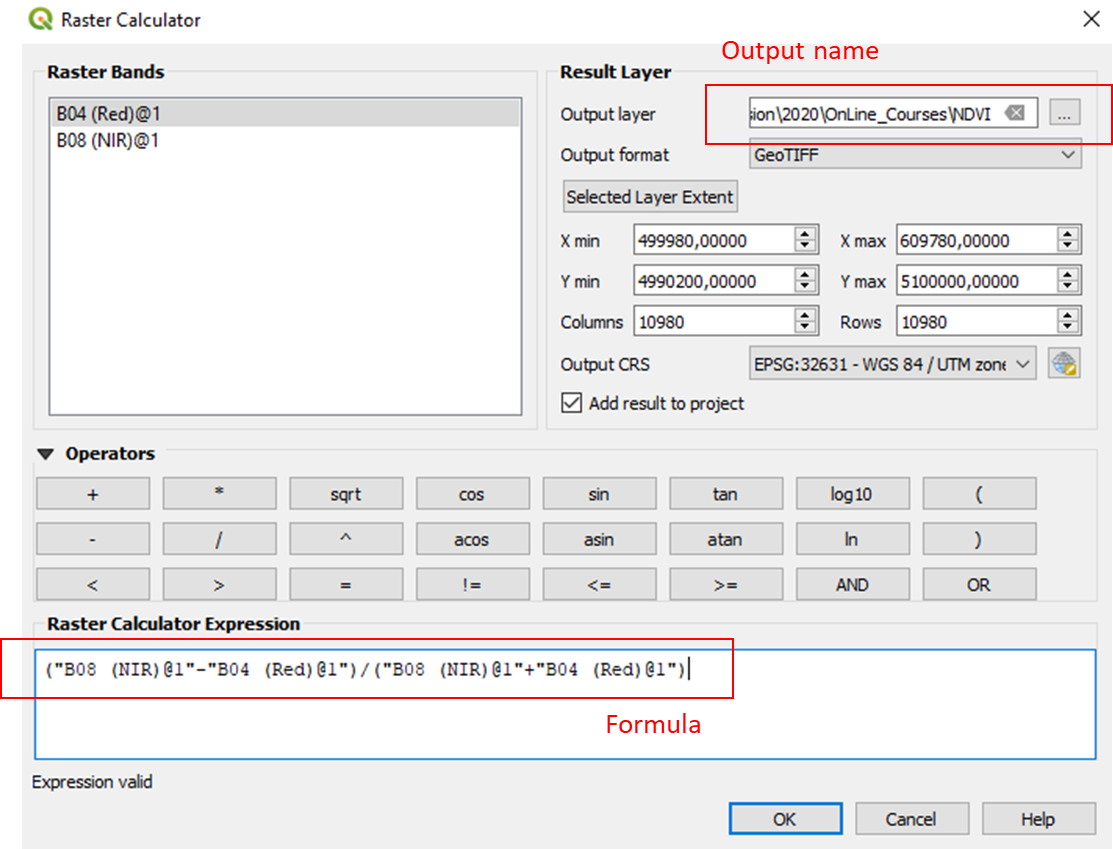 Raster Calculator
Output name
Raster Bands
B04 (Red)@1
B08 (NIR)@1
Result Layer
Output layer
sion\2020\OnLine_Courses\NDVI
...
Output format
GeoTIFF
Selected Layer Extent
X min
499980,00000
X max
609780,00000
Y min
4990200,00000
Y max
5100000,00000
Columns
10980
Rows
10980
Output CRS
EPSG:32631 - WGS 84 / UTM zone
Add result to project
Operators
+ * sqrt cos sin tan log10 (
- / ^ acos asin atan ln )
< > = != <= >= AND OR
Raster Calculator Expression
("B08 (NIR)@1"-"B04 (Red)@1")/("B08 (NIR)@1"+"B04 (Red)@1")
Formula
Expression valid
OK
Cancel
Help